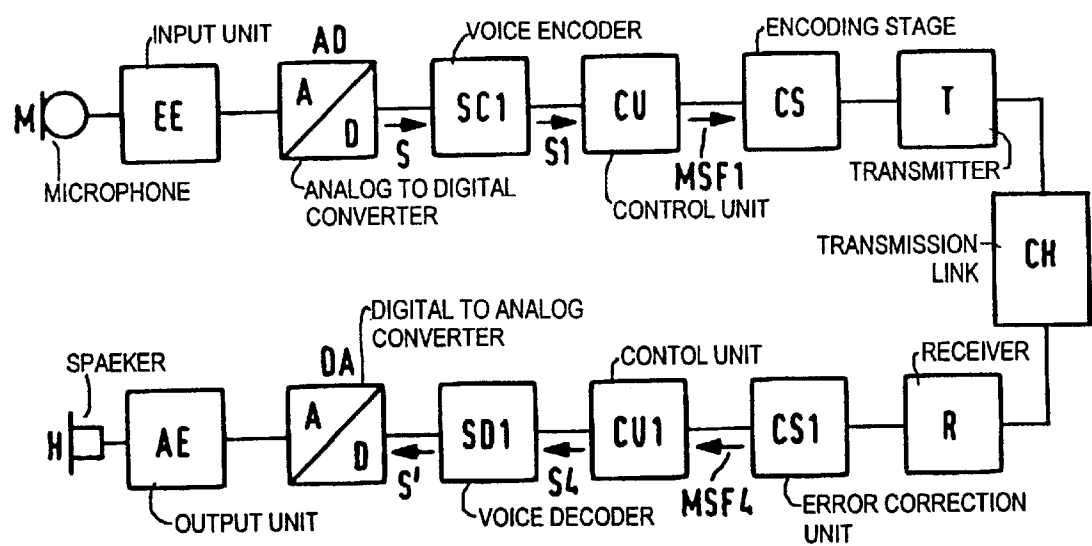 INPUT UNIT
AD
VOICE ENCODER
ENCODING STAGE
M
EE
A
D
SC1
CU
CS
T
S
S1
MSF1
MICROPHONE
ANALOG TO DIGITAL
CONVERTER
CONTROL UNIT
TRANSMITTER
TRANSMISSION
LINK
CH
DIGITAL TO ANALOG
CONVERTER
SPAEKER
DA
CONTOL UNIT
RECEIVER
H
AE
A
D
SD1
CU1
CS1
R
S'
S4
MSF4
OUTPUT UNIT
VOICE DECODER
ERROR CORRECTION
UNIT